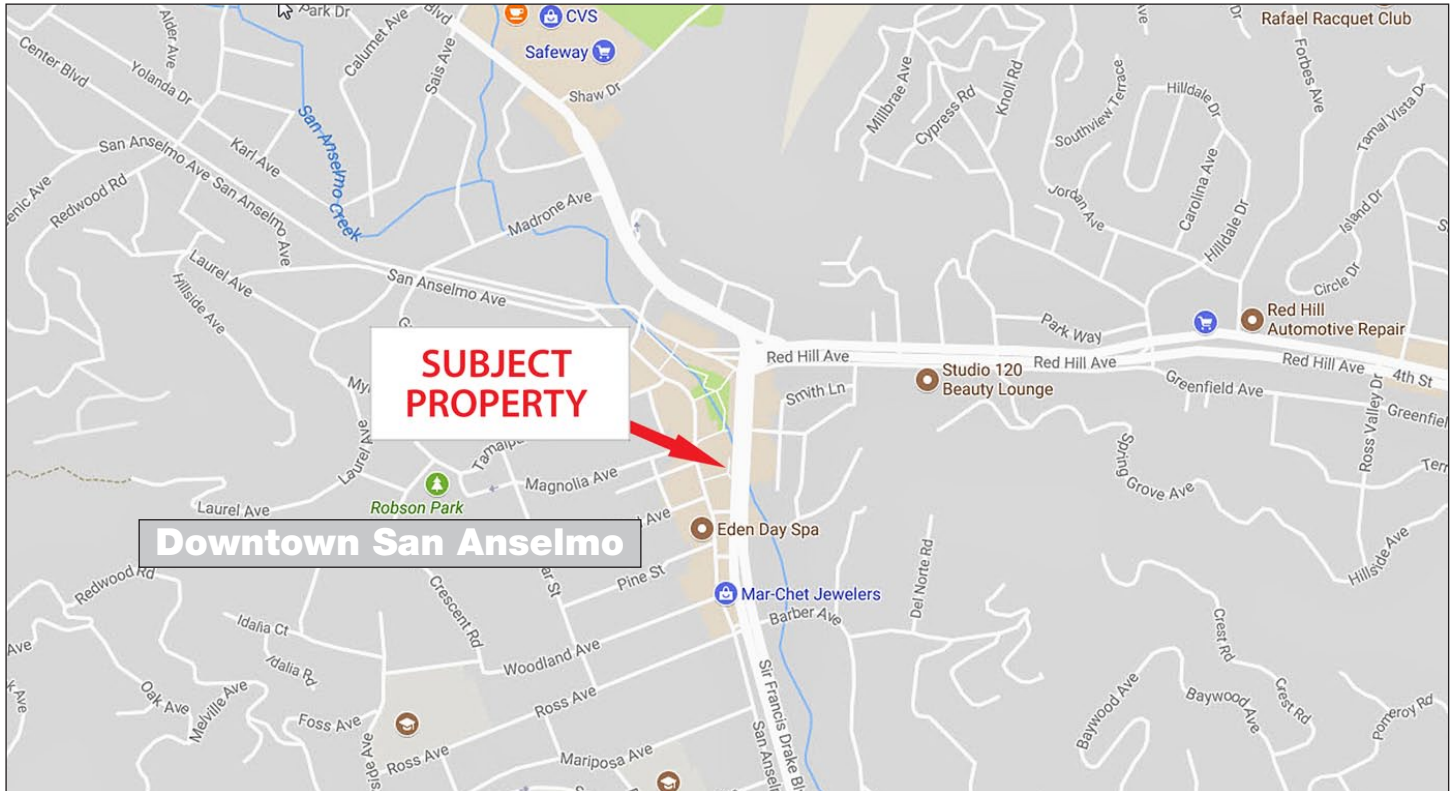 Park Dr
Blvd
CVS
Safeway
Shaw Dr
Rafael Racquet Club
Alder Ave
Yolanda Dr
Center Blvd
Calumet Ave
Sais Ave
Millbrae Ave
Cypress Rd
Knoll Rd
Southview Terrace
Hilldale Dr
Forbes Ave
Tamal Vista Dr
San Anselmo Ave
San Anselmo Ave
Karl Ave
San Anselmo Creek
Redwood Rd
Madrone Ave
Jordan Ave
Carolina Ave
Hilldale Dr
Island Dr
Circle Dr
Laurel Ave
Hillside Ave
San Anselmo Ave
SUBJECT
PROPERTY
Red Hill Ave
Park Way
Red Hill Ave
Red Hill
Automotive Repair
Red Hill Ave
4th St
Smith Ln
Studio 120
Beauty Lounge
Greenfield Ave
Ross Valley Dr
Laurel Ave
Magnolia Ave
Robson Park
Laurel Ave
Ave
Eden Day Spa
Spring Grove Ave
Downtown San Anselmo
Redwood Rd
Crescent Rd
Pine St
Mar-Chet Jewelers
Barber Ave
Del Norte Rd
Hillside Ave
Idalia Ct
Idalia Rd
Woodland Ave
Crest Rd
Ave
Oak Ave
Melville Ave
Foss Ave
Ross Ave
Ross Ave
Mariposa Ave
Sir Francis Drake
Baywood Ave
Baywood Ave
Crest Rd
Pomeroy Rd